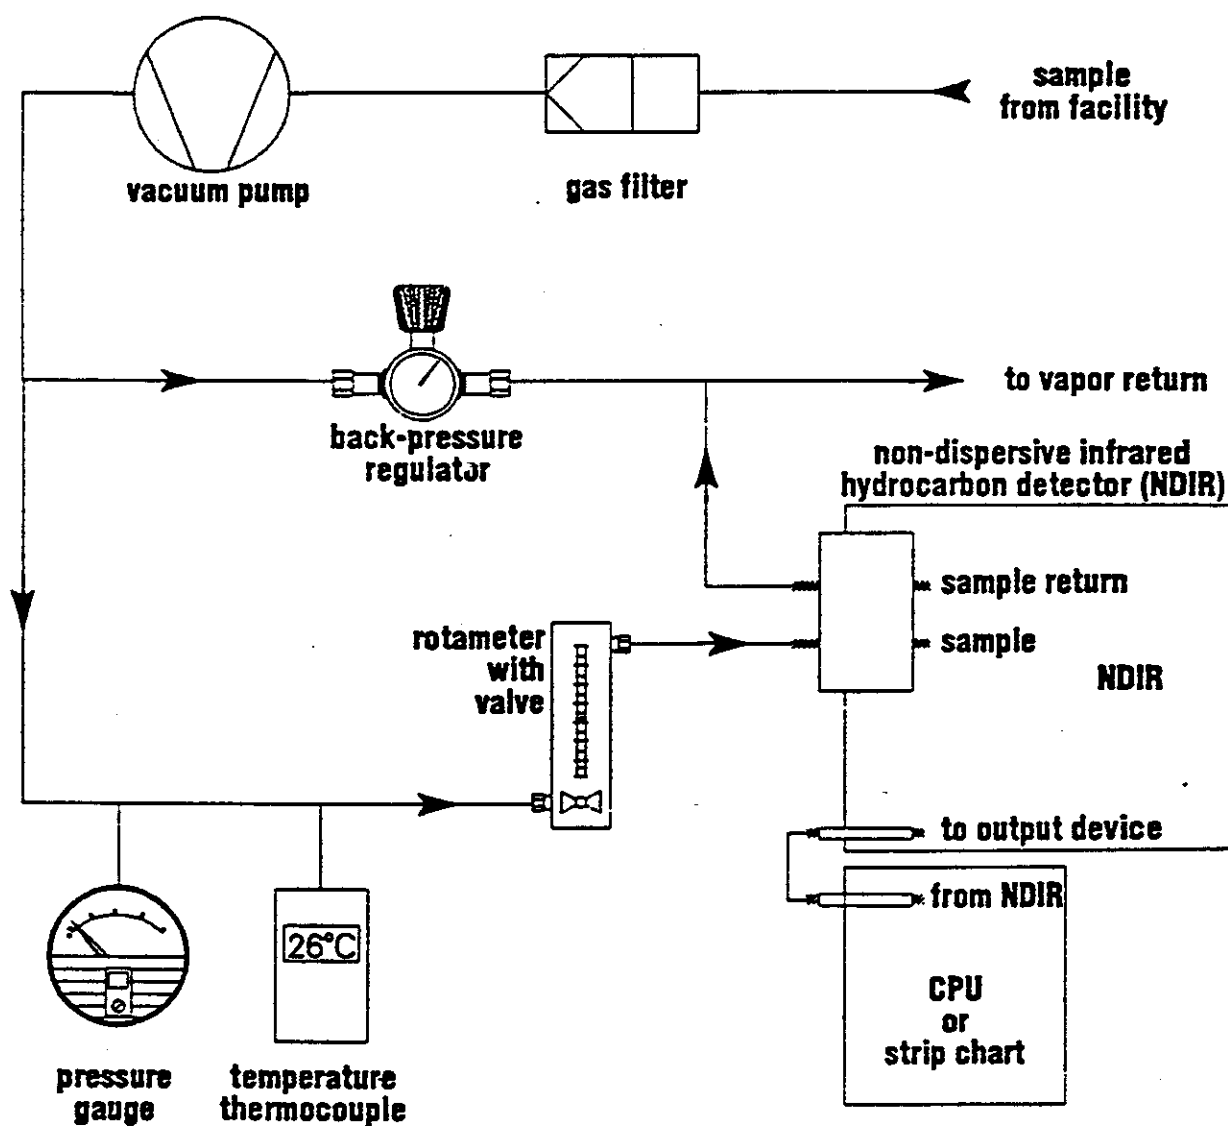 sample
from facility
vacuum pump
gas filter
to vapor return
back-pressure
regulator
non-dispersive infrared
hydrocarbon detector (NDIR)
sample return
rotameter
with
valve
sample
NDIR
to output device
from NDIR
26°C
CPU
or
strip chart
pressure
gauge
temperature
thermocouple